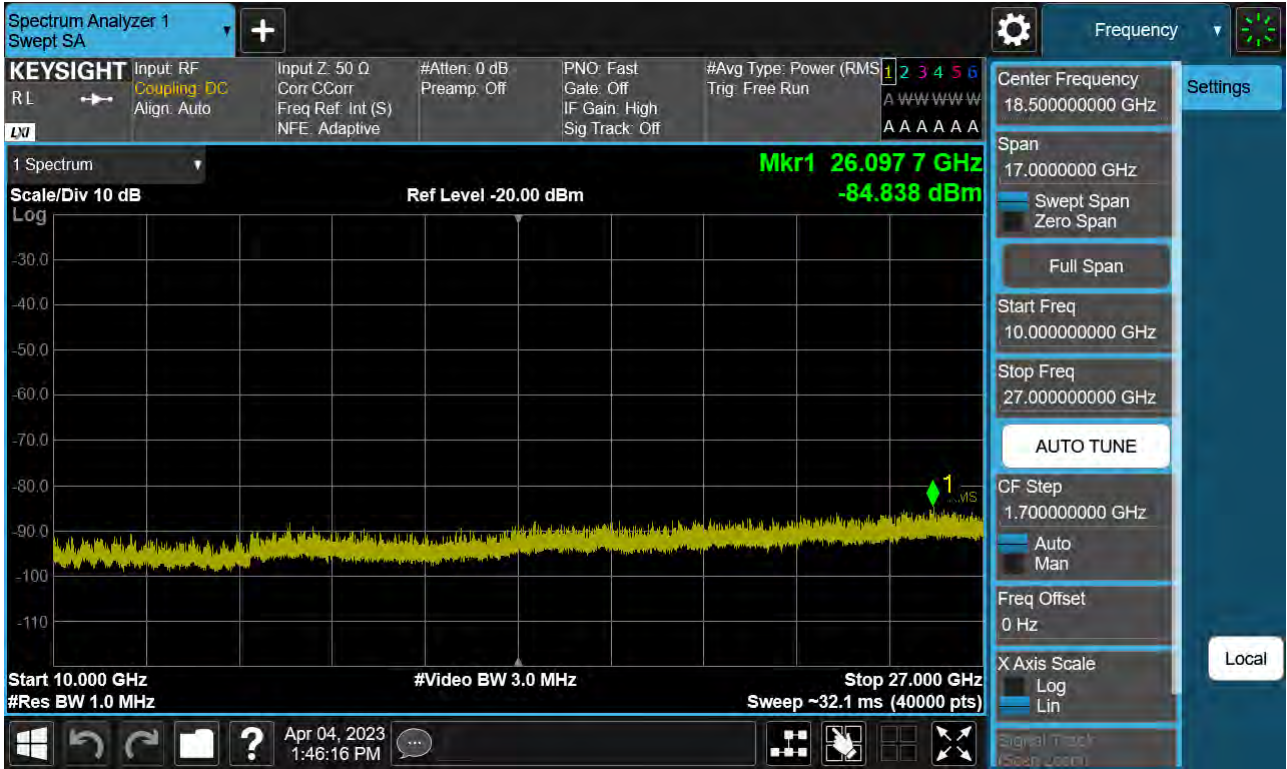 Spectrum Analyzer 1
Swept SA
+
Frequency
KEYSIGHT
RL
LXI
Input: RF
Coupling: DC
Align: Auto
Input Z: 50 Ω
Corr CCorr
Freq Ref: Int (S)
NFE: Adaptive
#Atten: 0 dB
Preamp: Off
PNO: Fast
Gate: Off
IF Gain: High
Sig Track: Off
#Avg Type: Power (RMS
Trig: Free Run
1 2 3 4 5 6
A W W W W W
A A A A A A
1 Spectrum
Scale/Div 10 dB
Log
Ref Level -20.00 dBm
Mkr1 26.097 7 GHz
-84.838 dBm
-30.0
-40.0
-50.0
-60.0
-70.0
-80.0
-90.0
-100
-110
1
Start 10.000 GHz
#Res BW 1.0 MHz
#Video BW 3.0 MHz
Stop 27.000 GHz
Sweep ~32.1 ms (40000 pts)
Center Frequency
18.500000000 GHz
Span
17.0000000 GHz
Swept Span
Zero Span
Full Span
Start Freq
10.000000000 GHz
Stop Freq
27.000000000 GHz
AUTO TUNE
CF Step
1.700000000 GHz
Auto
Man
Freq Offset
0 Hz
X Axis Scale
Log
Lin
Signal Track
(Span Zoom)
Settings
Local
?
Apr 04, 2023
1:46:16 PM